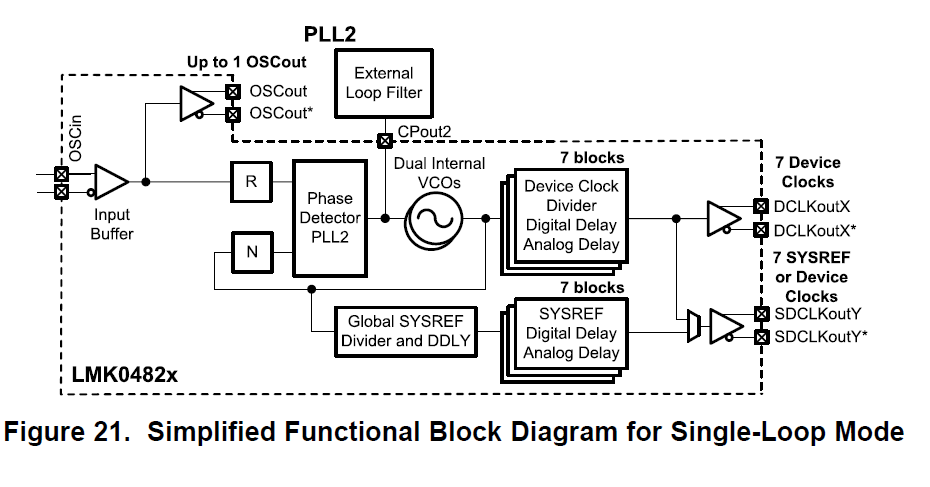 PLL2
Up to 1 OSCout
External
Loop Filter
OSCout
OSCout*
OSCin
CPout2
Input
Buffer
R
N
Phase
Detector
PLL2
Dual Internal
VCOs
7 blocks
Device Clock
Divider
Digital Delay
Analog Delay
7 Device
Clocks
DCLKoutX
DCLKoutX*
7 blocks
Global SYSREF
Divider and DDLY
SYSREF
Digital Delay
Analog Delay
7 SYSREF
or Device
Clocks
SDCLKoutY
SDCLKoutY*
LMK0482x
Figure 21. Simplified Functional Block Diagram for Single-Loop Mode